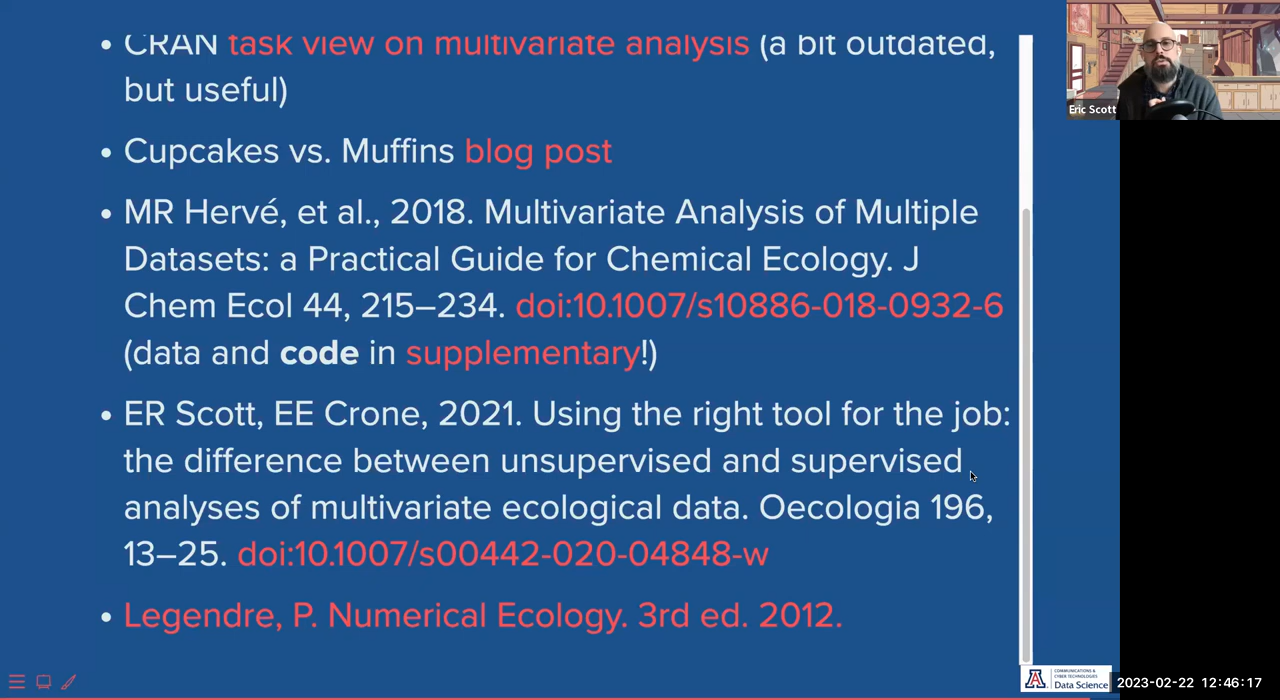 • CRAN task view on multivariate analysis (a bit outdated,
but useful)
• Cupcakes vs. Muffins blog post
• MR Hervé, et al., 2018. Multivariate Analysis of Multiple
Datasets: a Practical Guide for Chemical Ecology. J
Chem Ecol 44, 215–234. doi:10.1007/s10886-018-0932-6
(data and code in supplementary!)
• ER Scott, EE Crone, 2021. Using the right tool for the job:
the difference between unsupervised and supervised
analyses of multivariate ecological data. Oecologia 196,
13–25. doi:10.1007/s00442-020-04848-w
• Legendre, P. Numerical Ecology. 3rd ed. 2012.
Eric Scott
A
COMMUNICATIONS &
CYBER TECHNOLOGIES
Data Science
2023-02-22 12:46:17